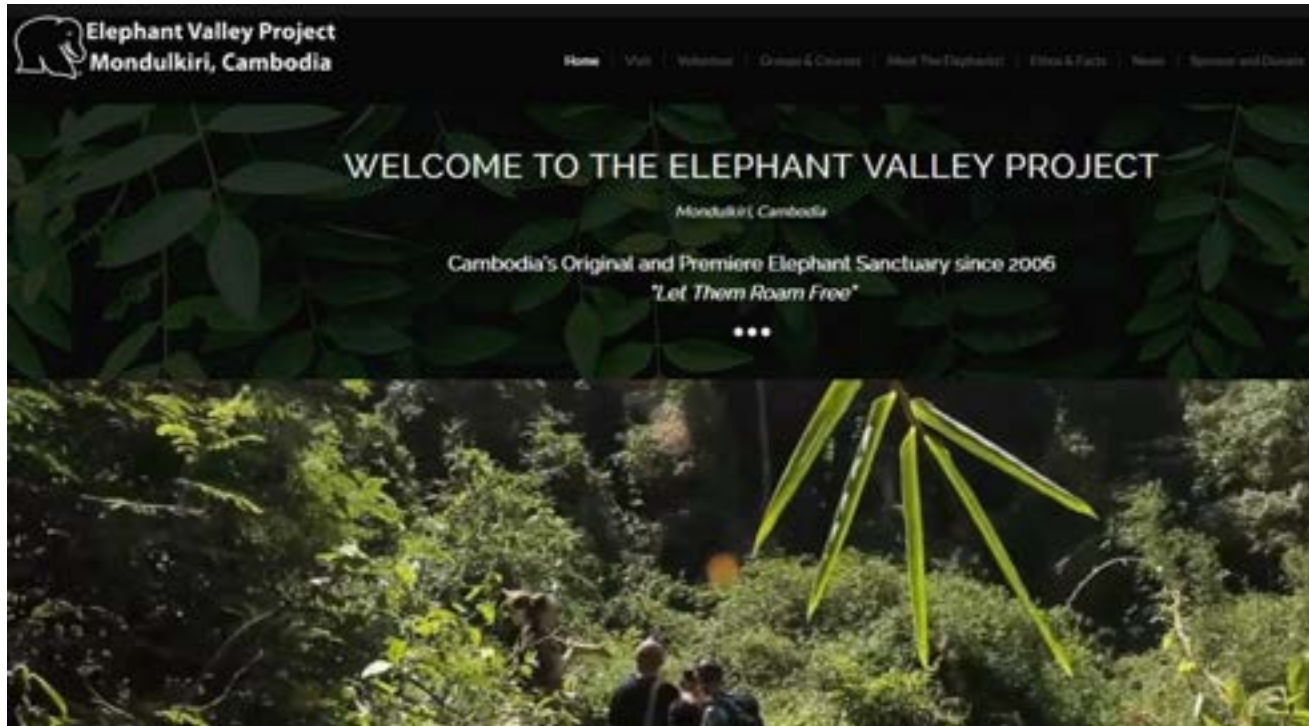 Elephant Valley Project
Mondulkiri, Cambodia
Home Visit Volunteer Groups & Courses Meet The Elephants! Ethics & Facts News Sponsor and Donate
WELCOME TO THE ELEPHANT VALLEY PROJECT
Mondulkiri, Cambodia
Cambodia's Original and Premiere Elephant Sanctuary since 2006
"Let Them Roam Free"